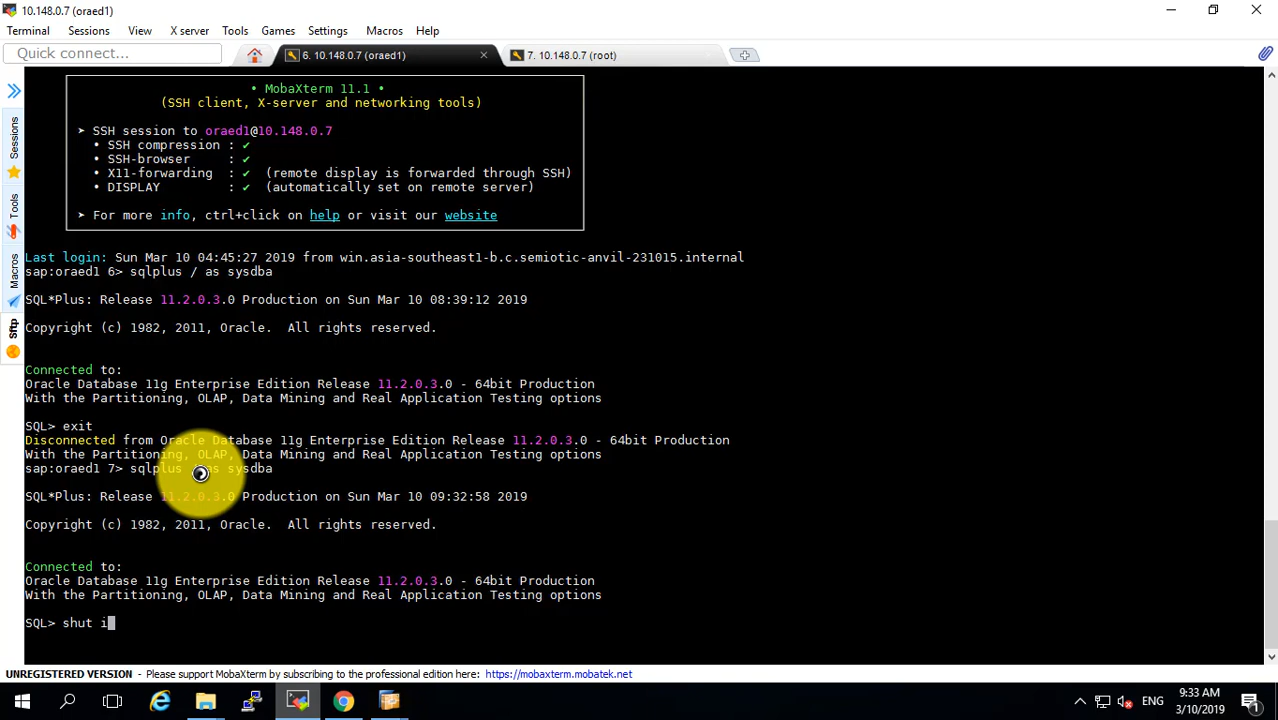 10.148.0.7 (oraed1)
Terminal Sessions View X server Tools Games Settings Macros Help
Quick connect...
6. 10.148.0.7 (oraed1)
7. 10.148.0.7 (root)
Sessions
Tools
Macros
Sftp
• MobaXterm 11.1 •
(SSH client, X-server and networking tools)
➤ SSH session to oraed1@10.148.0.7
• SSH compression : ✔
• SSH-browser : ✔
• X11-forwarding : ✔ (remote display is forwarded through SSH)
• DISPLAY : ✔ (automatically set on remote server)
➤ For more info, ctrl+click on help or visit our website
Last login: Sun Mar 10 04:45:27 2019 from win.asia-southeast1-b.c.semiotic-anvil-231015.internal
sap:oraed1 6> sqlplus / as sysdba
SQL*Plus: Release 11.2.0.3.0 Production on Sun Mar 10 08:39:12 2019
Copyright (c) 1982, 2011, Oracle. All rights reserved.
Connected to:
Oracle Database 11g Enterprise Edition Release 11.2.0.3.0 - 64bit Production
With the Partitioning, OLAP, Data Mining and Real Application Testing options
SQL> exit
Disconnected from Oracle Database 11g Enterprise Edition Release 11.2.0.3.0 - 64bit Production
With the Partitioning, OLAP, Data Mining and Real Application Testing options
sap:oraed1 7> sqlplus as sysdba
SQL*Plus: Release 11.2.0.3.0 Production on Sun Mar 10 09:32:58 2019
Copyright (c) 1982, 2011, Oracle. All rights reserved.
Connected to:
Oracle Database 11g Enterprise Edition Release 11.2.0.3.0 - 64bit Production
With the Partitioning, OLAP, Data Mining and Real Application Testing options
SQL> shut i
UNREGISTERED VERSION - Please support MobaXterm by subscribing to the professional edition here: https://mobaxterm.mobatek.net
ENG
9:33 AM
3/10/2019
1